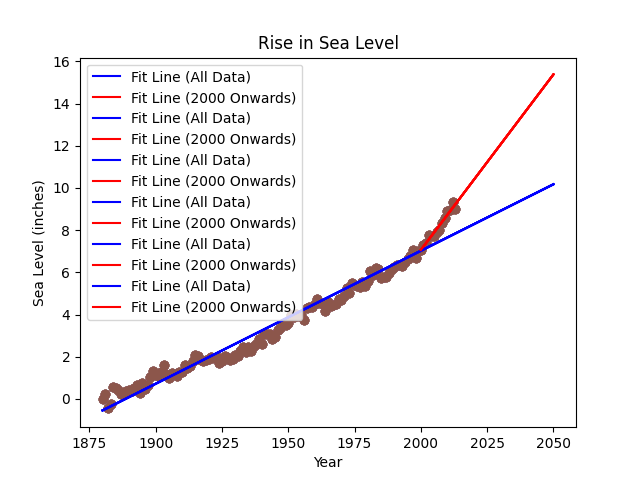 Rise in Sea Level
16
14
12
10
8
6
4
2
0
Sea Level (inches)
Fit Line (All Data)
Fit Line (2000 Onwards)
Fit Line (All Data)
Fit Line (2000 Onwards)
Fit Line (All Data)
Fit Line (2000 Onwards)
Fit Line (All Data)
Fit Line (2000 Onwards)
Fit Line (All Data)
Fit Line (2000 Onwards)
Fit Line (All Data)
Fit Line (2000 Onwards)
1875 1900 1925 1950 1975 2000 2025 2050
Year